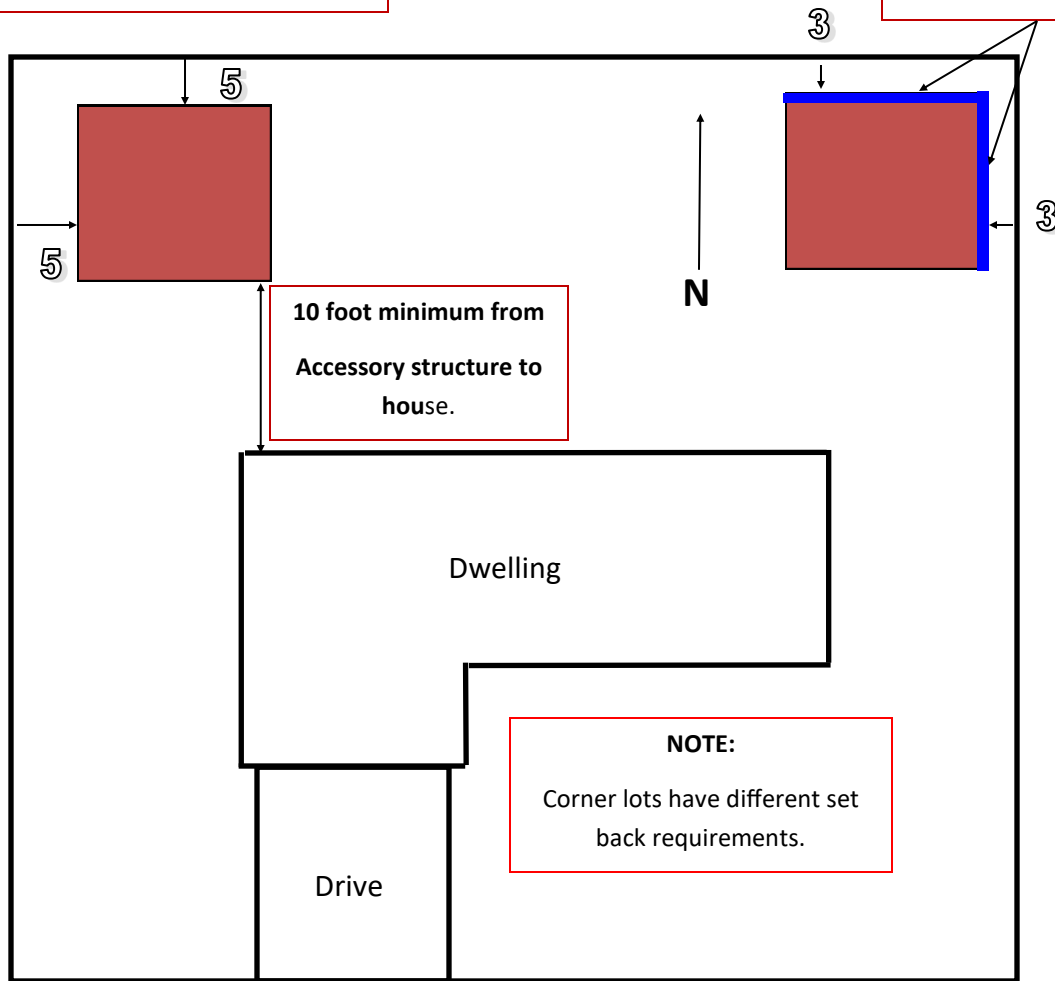 3
5
3
5
N
10 foot minimum from
Accessory structure to
house.
Dwelling
NOTE:
Corner lots have different set
back requirements.
Drive